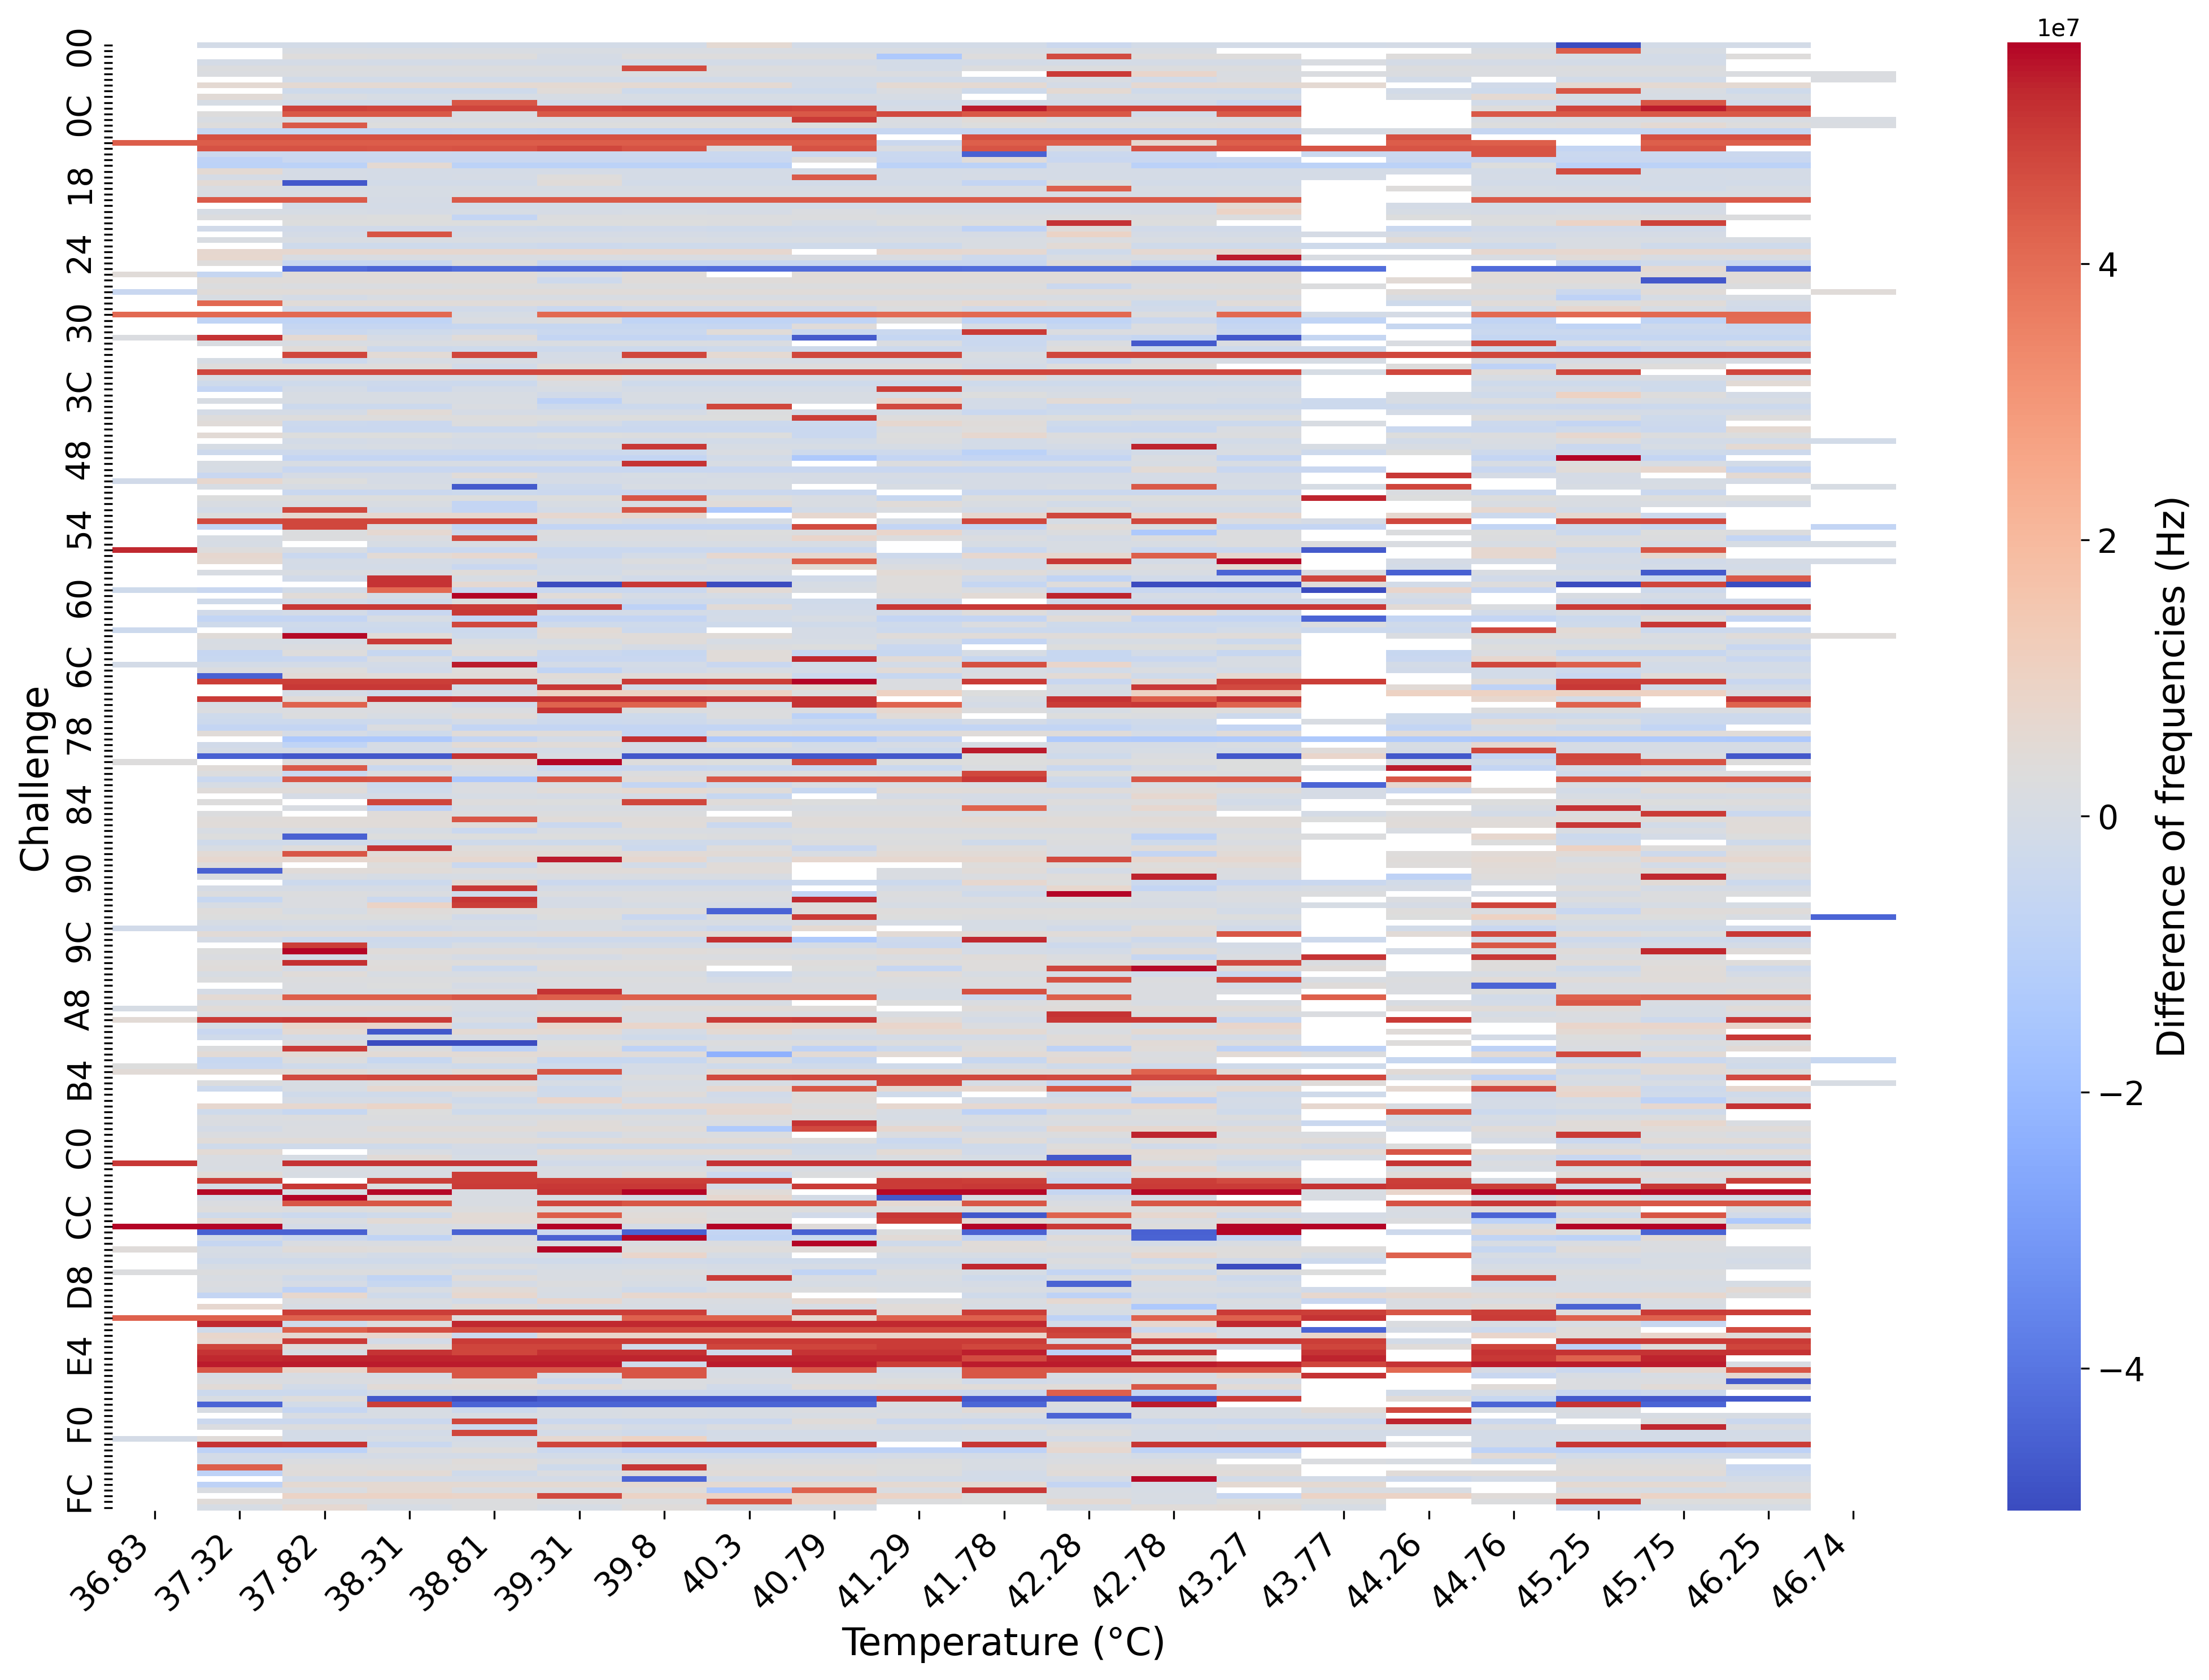 1e7
00
0C
18
24
30
3C
48
54
60
6C
78
84
90
9C
A8
B4
C0
CC
D8
E4
F0
FC
Challenge
36.83
37.32
37.82
38.31
38.81
39.31
39.8
40.3
40.79
41.29
41.78
42.28
42.78
43.27
43.77
44.26
44.76
45.25
45.75
46.25
46.74
Temperature (°C)
4
2
0
−2
−4
Difference of frequencies (Hz)